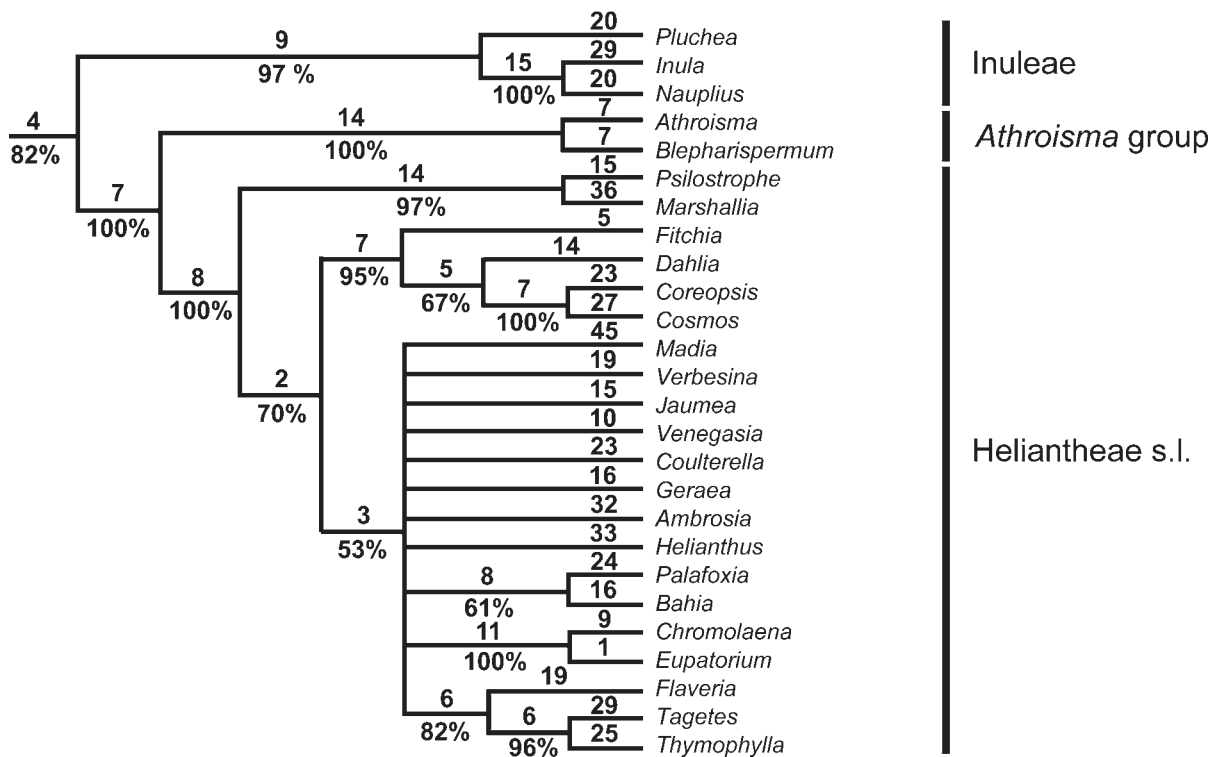 20
9
Pluchea
29
Inuleae
15
Inula
97 %
20
100%
Nauplius
7
4
14
Athroisma
Athroisma group
7
82%
100%
Blepharispermum
15
7
14
Psilostrophe
36
100%
97%
Marshallia
5
7
Fitchia
14
8
5
Dahlia
95%
23
100%
67%
7
Coreopsis
27
100%
Cosmos
45
Madia
19
2
Verbesina
15
70%
Jaumea
10
Venegasia
23
Heliantheae s.l.
Coulterella
16
Geraea
32
3
Ambrosia
33
53%
Helianthus
24
8
Palafoxia
16
61%
Bahia
9
11
Chromolaena
1
100%
Eupatorium
19
6
Flaveria
29
82%
6
Tagetes
25
96%
Thymophylla